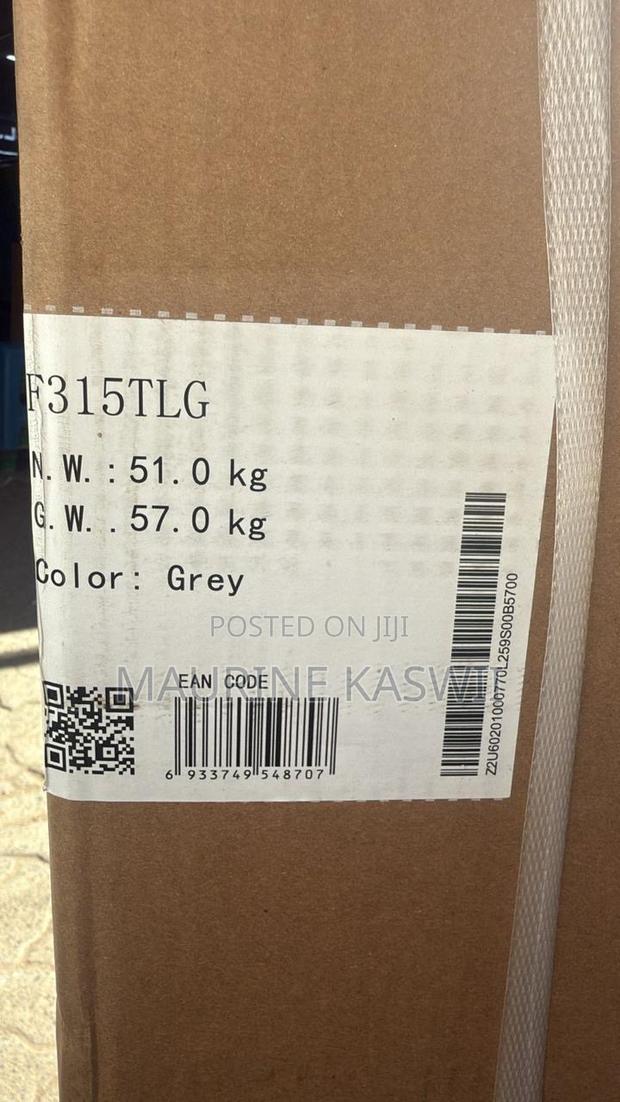 F315TLG
N.W.:51.0 kg
G.W..57.0 kg
Color: Grey
POSTED ON JIJI
MAURINE KASWII
EAN CODE
6 933749 548707
Z2U60201000770L259S00B5700